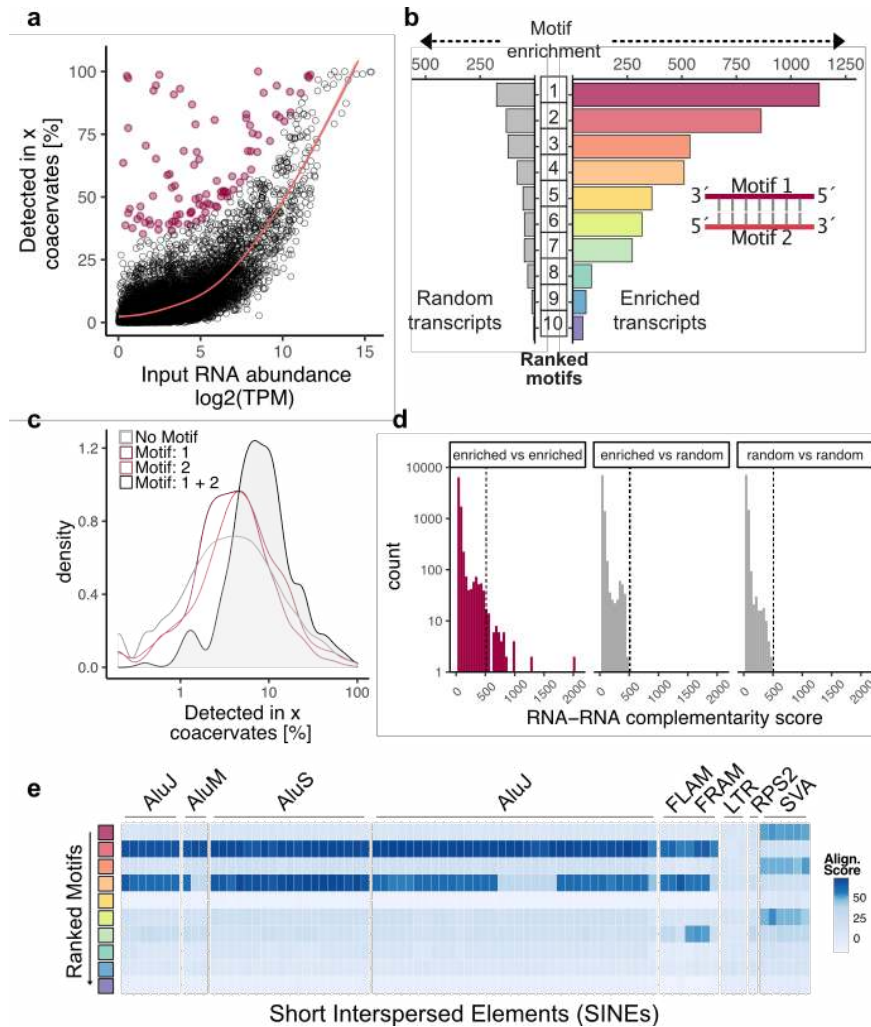 a
Detected in x
coacervates [%]
100
75
50
25
0
0
5
10
15
Input RNA abundance
log2(TPM)
b
Motif
enrichment
500
250
250
500
750
1000
1250
1
2
3
4
5
6
7
8
9
10
Random
transcripts
Enriched
transcripts
Ranked
motifs
3´ Motif 1 5´
5´ Motif 2 3´
c
No Motif
Motif: 1
Motif: 2
Motif: 1 + 2
density
1.2
0.8
0.4
0.0
1
10
100
Detected in x
coacervates [%]
d
enriched vs enriched
enriched vs random
random vs random
count
10000
1000
100
10
1
0 500 1000 1500 2000
0 500 1000 1500 2000
0 500 1000 1500 2000
RNA−RNA complementarity score
e
AluJ
AluM
AluS
AluJ
FLAM
FRAM
LTR
RPS2
SVA
Ranked Motifs
Align.
Score
50
25
0
Short Interspersed Elements (SINEs)